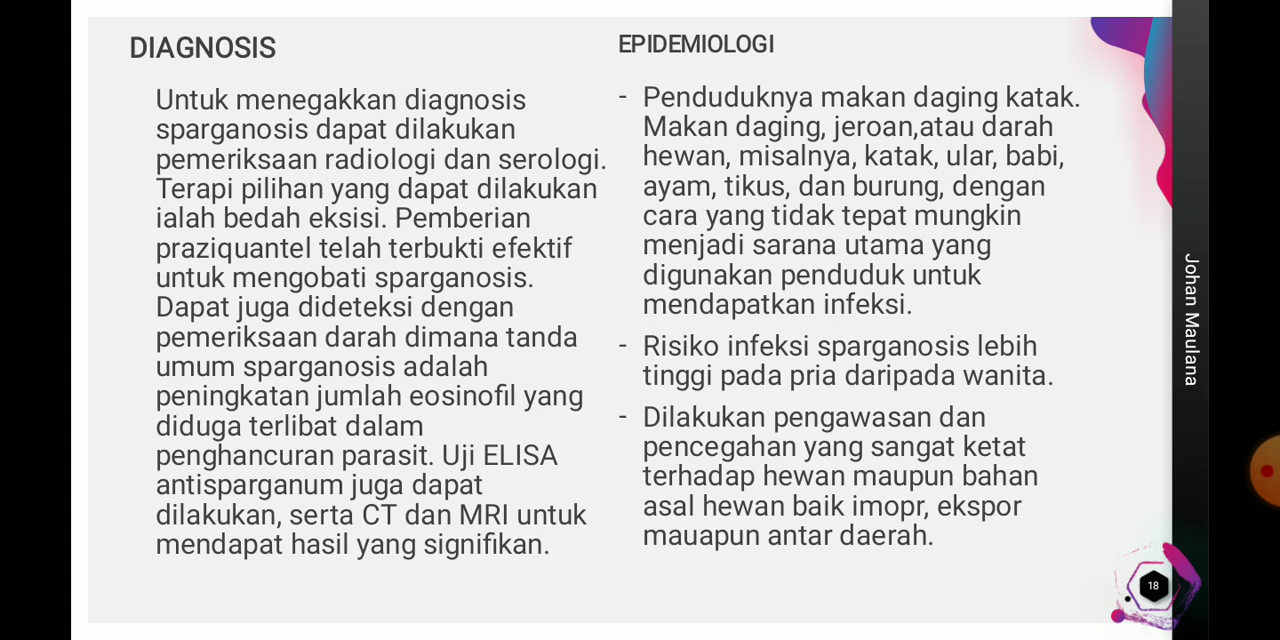 DIAGNOSIS
Untuk menegakkan diagnosis
sparganosis dapat dilakukan
pemeriksaan radiologi dan serologi.
Terapi pilihan yang dapat dilakukan
ialah bedah eksisi. Pemberian
praziquantel telah terbukti efektif
untuk mengobati sparganosis.
Dapat juga dideteksi dengan
pemeriksaan darah dimana tanda
umum sparganosis adalah
peningkatan jumlah eosinofil yang
diduga terlibat dalam
penghancuran parasit. Uji ELISA
antisparganum juga dapat
dilakukan, serta CT dan MRI untuk
mendapat hasil yang signifikan.
EPIDEMIOLOGI
- Penduduknya makan daging katak.
Makan daging, jeroan,atau darah
hewan, misalnya, katak, ular, babi,
ayam, tikus, dan burung, dengan
cara yang tidak tepat mungkin
menjadi sarana utama yang
digunakan penduduk untuk
mendapatkan infeksi.
- Risiko infeksi sparganosis lebih
tinggi pada pria daripada wanita.
- Dilakukan pengawasan dan
pencegahan yang sangat ketat
terhadap hewan maupun bahan
asal hewan baik imopr, ekspor
mauapun antar daerah.
Johan Maulana
18